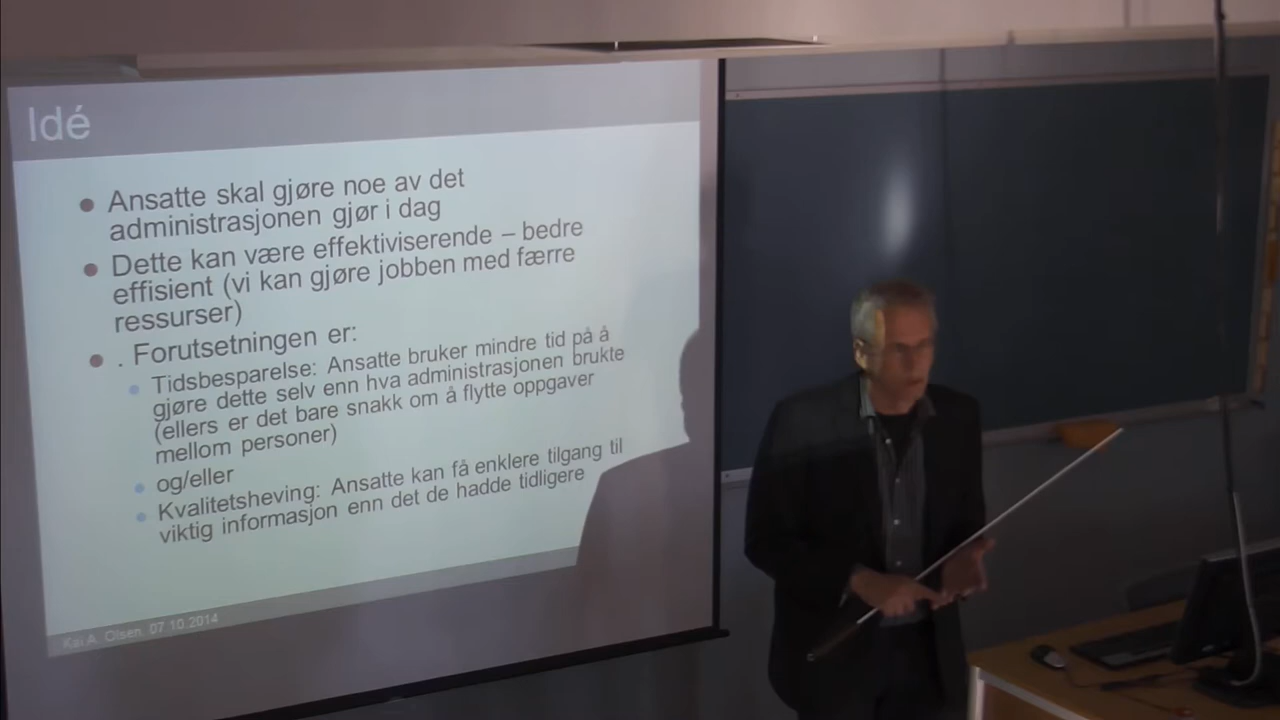 Idé
Ansatte skal gjøre noe av det
administrasjonen gjør i dag
Dette kan være effektiviserende – bedre
effisient (vi kan gjøre jobben med færre
ressurser)
. Forutsetningen er:
Tidsbesparelse: Ansatte bruker mindre tid på å
gjøre dette selv enn hva administrasjonen brukte
(ellers er det bare snakk om å flytte oppgaver
mellom personer)
og/eller
Kvalitetsheving: Ansatte kan få enklere tilgang til
viktig informasjon enn det de hadde tidligere
Kai A. Olsen, 07.10.2014